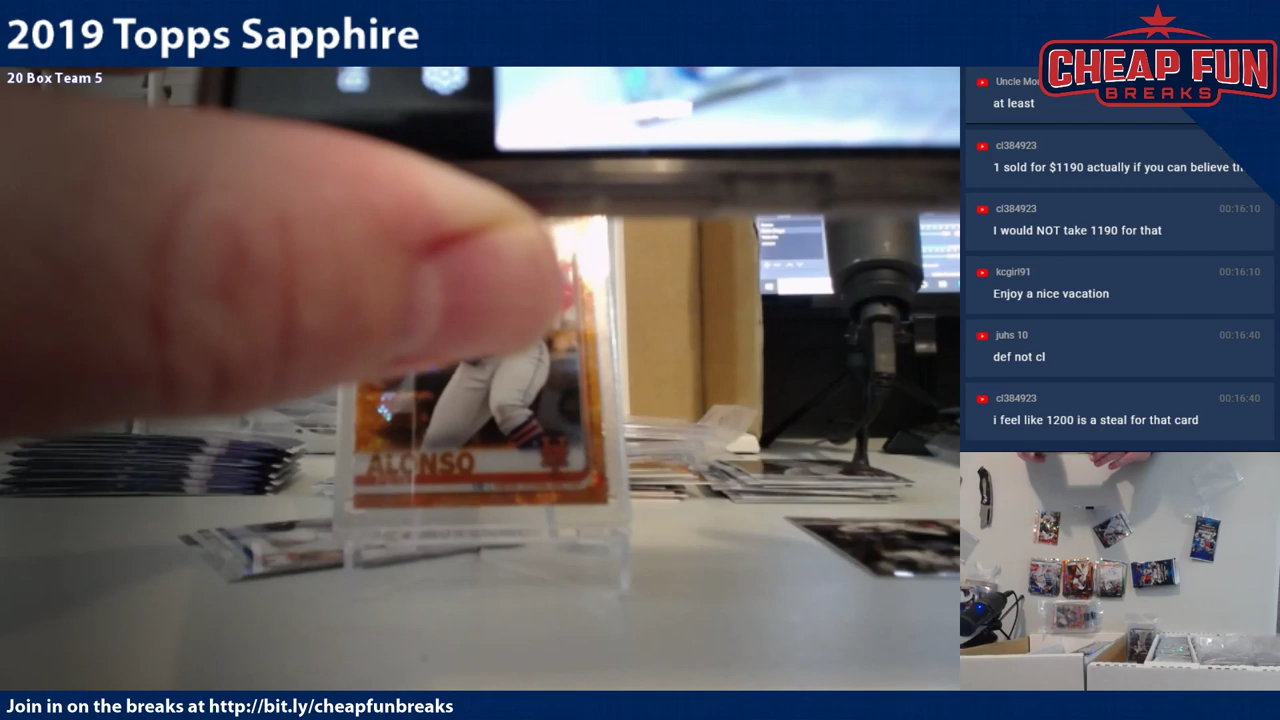 2019 Topps Sapphire
20 Box Team 5
CHEAP FUN
BREAKS
at least
cl384923
1 sold for $1190 actually if you can believe
cl384923 00:16:10
I would NOT take 1190 for that
kcgirl91 00:16:10
Enjoy a nice vacation
juhs 10 00:16:40
def not cl
cl384923 00:16:40
i feel like 1200 is a steal for that card
ALONSO
Join in on the breaks at http://bit.ly/cheapfunbreaks